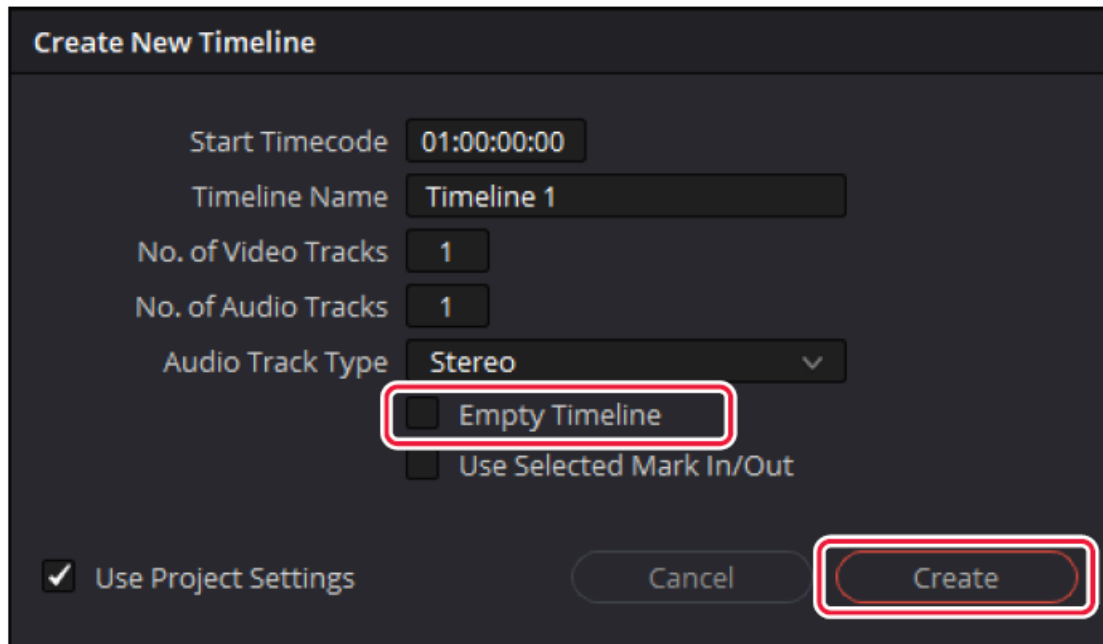 Create New Timeline
Start Timecode 01:00:00:00
Timeline Name Timeline 1
No. of Video Tracks 1
No. of Audio Tracks 1
Audio Track Type Stereo
Empty Timeline
Use Selected Mark In/Out
Use Project Settings Cancel Create